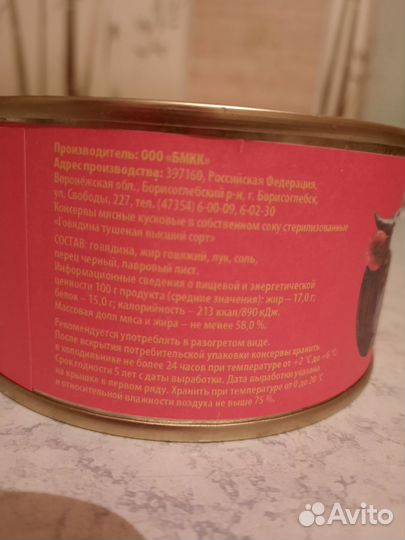 Производитель: ООО «БМКК»
Адрес производства: 397160, Российская Федерация,
Воронежская обл., Борисоглебский р-н, г. Борисоглебск,
ул. Свободы, 227, тел. (47354) 6-00-09, 6-02-30
Консервы мясные кусковые в собственном соку стерилизованные
«Говядина тушеная высший сорт»
СОСТАВ: говядина, жир говяжий, лук, соль,
перец черный, лавровый лист.
Информационные сведения о пищевой и энергетической
ценности 100 г продукта (средние значения): жир – 17,0 г;
белок – 15,0 г; калорийность – 213 ккал/890 кДж.
Массовая доля мяса и жира – не менее 58,0 %.
Рекомендуется употреблять в разогретом виде.
После вскрытия потребительской упаковки консервы хранить
в холодильнике не более 24 часов при температуре от +2 °С до +6 °С.
Срок годности 5 лет с даты выработки. Дата выработки указана
на крышке в первом ряду. Хранить при температуре от 0 до 20 °С
и относительной влажности воздуха не выше 75 %.
Avito